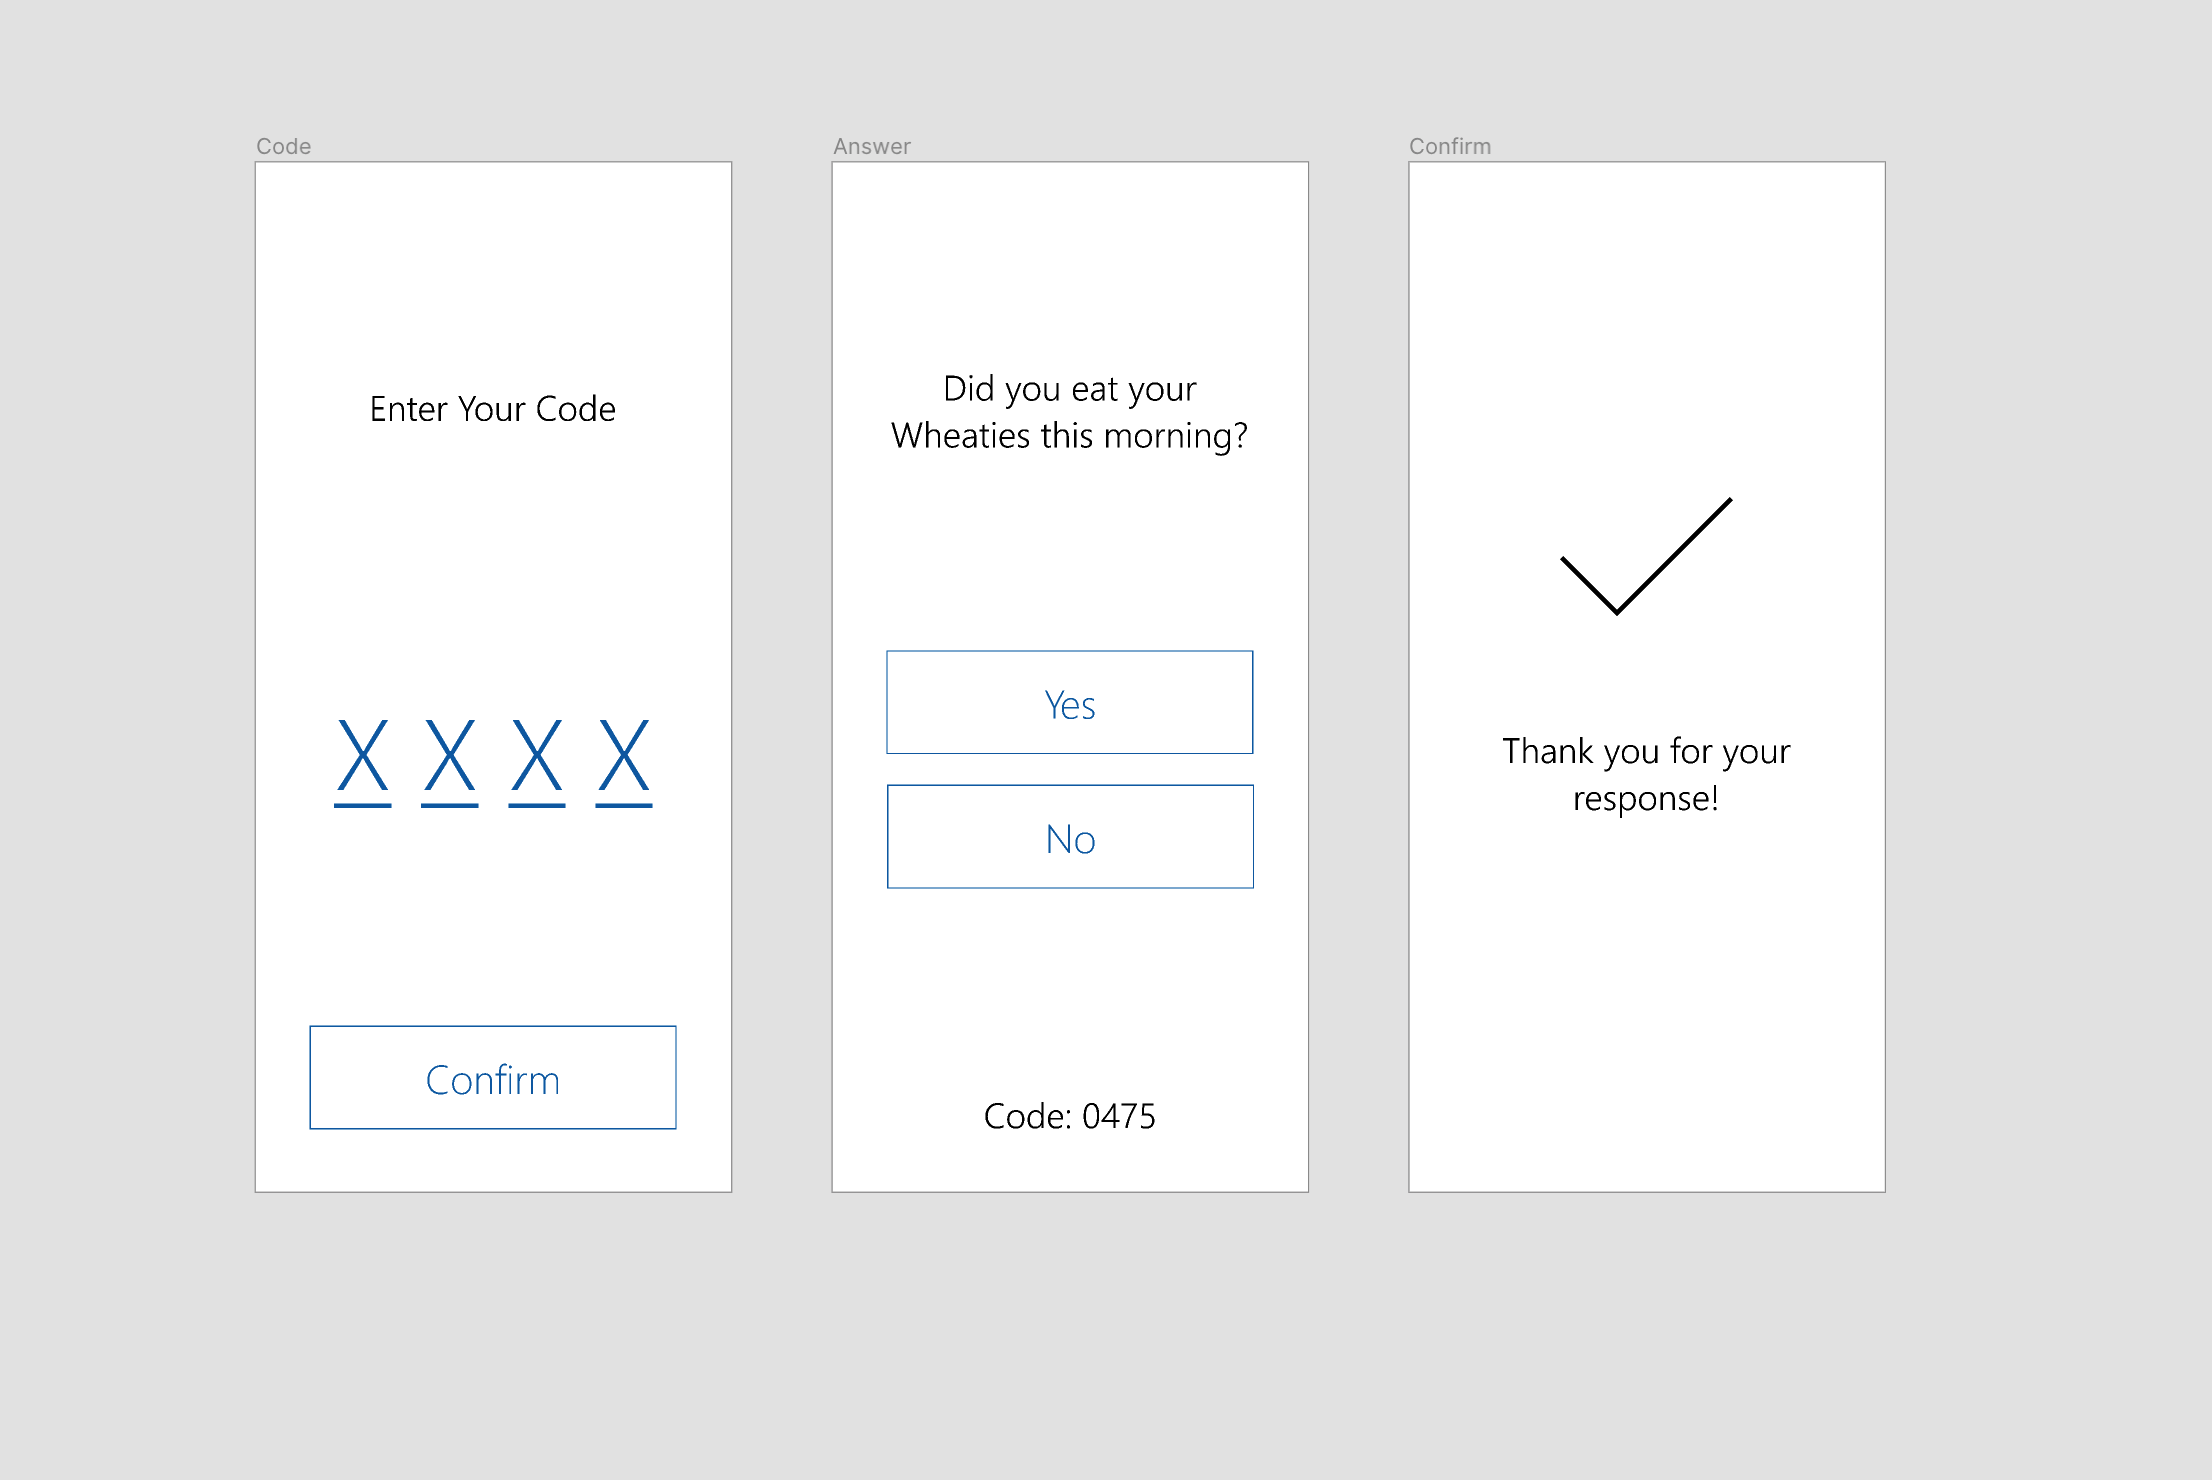 Code
Enter Your Code
X X X X
Confirm
Answer
Did you eat your
Wheaties this morning?
Yes
No
Code: 0475
Confirm
Thank you for your
response!